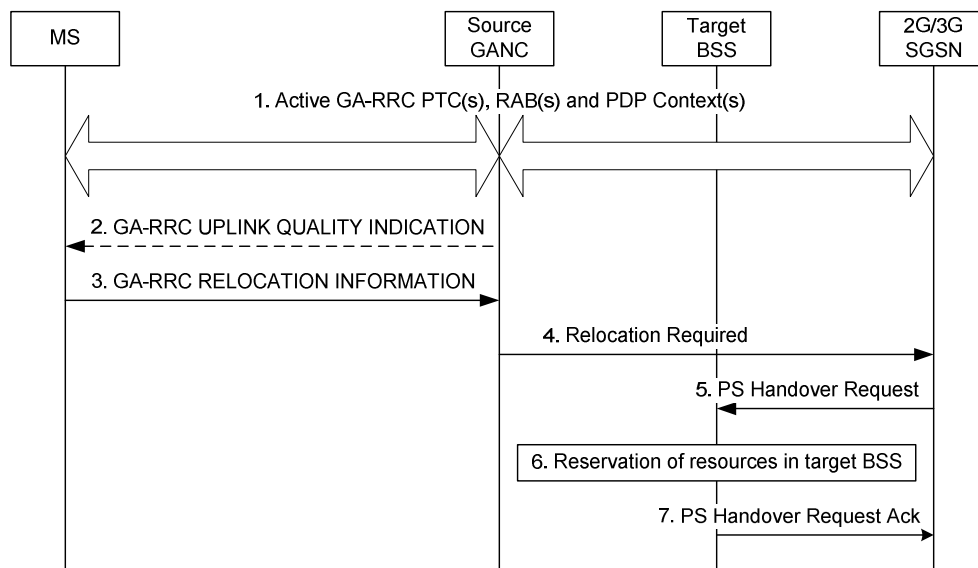 MS
Source
GANC
Target
BSS
2G/3G
SGSN
1. Active GA-RRC PTC(s), RAB(s) and PDP Context(s)
2. GA-RRC UPLINK QUALITY INDICATION
3. GA-RRC RELOCATION INFORMATION
4. Relocation Required
5. PS Handover Request
6. Reservation of resources in target BSS
7. PS Handover Request Ack